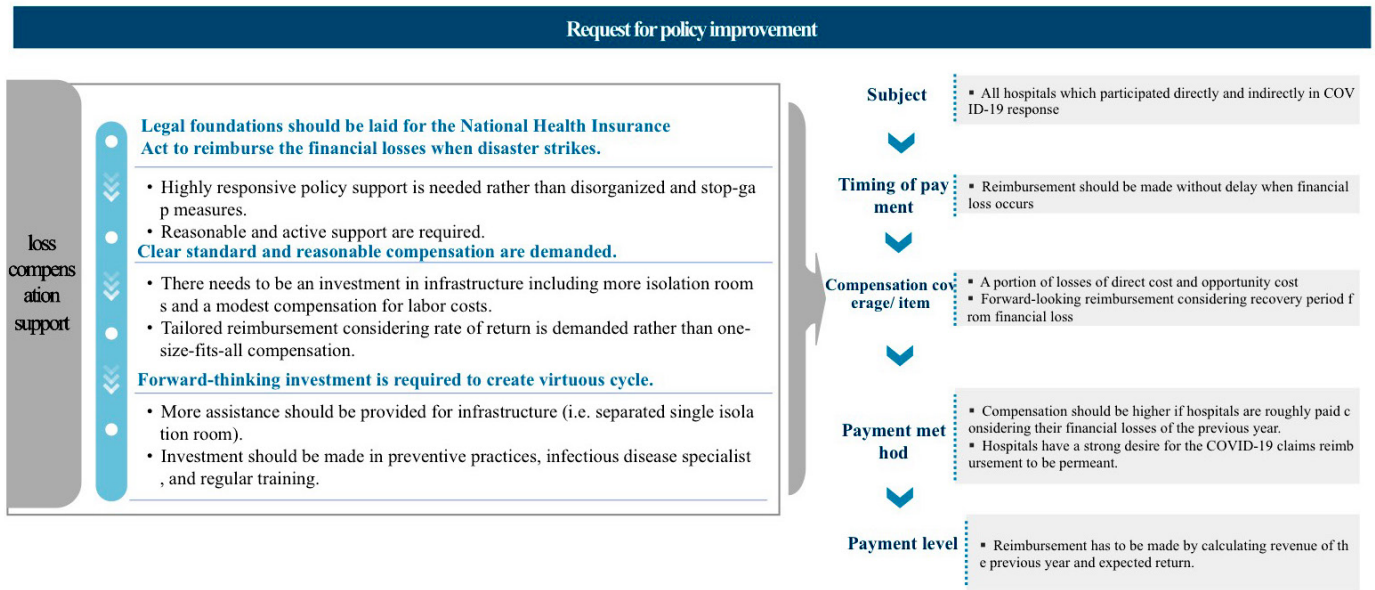 Request for policy improvement
loss
compens
ation
support
Legal foundations should be laid for the National Health Insurance
Act to reimburse the financial losses when disaster strikes.
• Highly responsive policy support is needed rather than disorganized and stop-ga
p measures.
• Reasonable and active support are required.
Clear standard and reasonable compensation are demanded.
• There needs to be an investment in infrastructure including more isolation room
s and a modest compensation for labor costs.
• Tailored reimbursement considering rate of return is demanded rather than one-
size-fits-all compensation.
Forward-thinking investment is required to create virtuous cycle.
• More assistance should be provided for infrastructure (i.e. separated single isola
tion room).
• Investment should be made in preventive practices, infectious disease specialist
, and regular training.
Subject
▪ All hospitals which participated directly and indirectly in COV
ID-19 response
Timing of pay
ment
▪ Reimbursement should be made without delay when financial
loss occurs
Compensation cov
erage/ item
▪ A portion of losses of direct cost and opportunity cost
▪ Forward-looking reimbursement considering recovery period f
rom financial loss
Payment met
hod
▪ Compensation should be higher if hospitals are roughly paid c
onsidering their financial losses of the previous year.
▪ Hospitals have a strong desire for the COVID-19 claims reimb
ursement to be permeant.
Payment level
▪ Reimbursement has to be made by calculating revenue of th
e previous year and expected return.